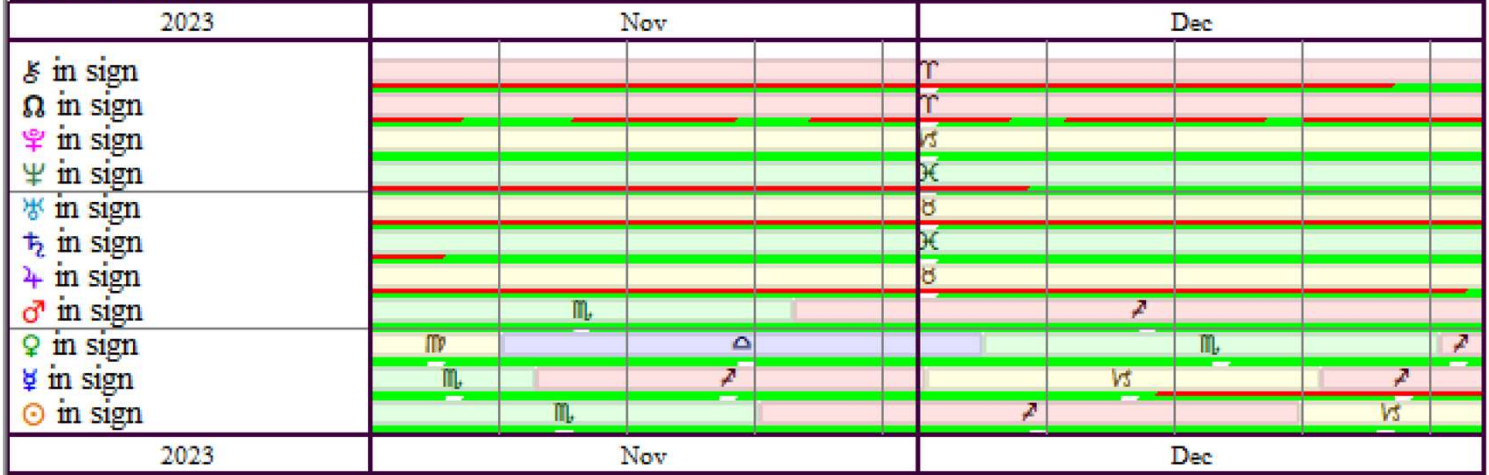 2023 Nov Dec
⚷ in sign ♈
☊ in sign ♈
♇ in sign ♑
♆ in sign ♓
♅ in sign ♉
♄ in sign ♓
♃ in sign ♉
♂ in sign ♏ ♐
♀ in sign ♍ ♎ ♏ ♐
☿ in sign ♏ ♐ ♑ ♐
☉ in sign ♏ ♐ ♑
2023 Nov Dec